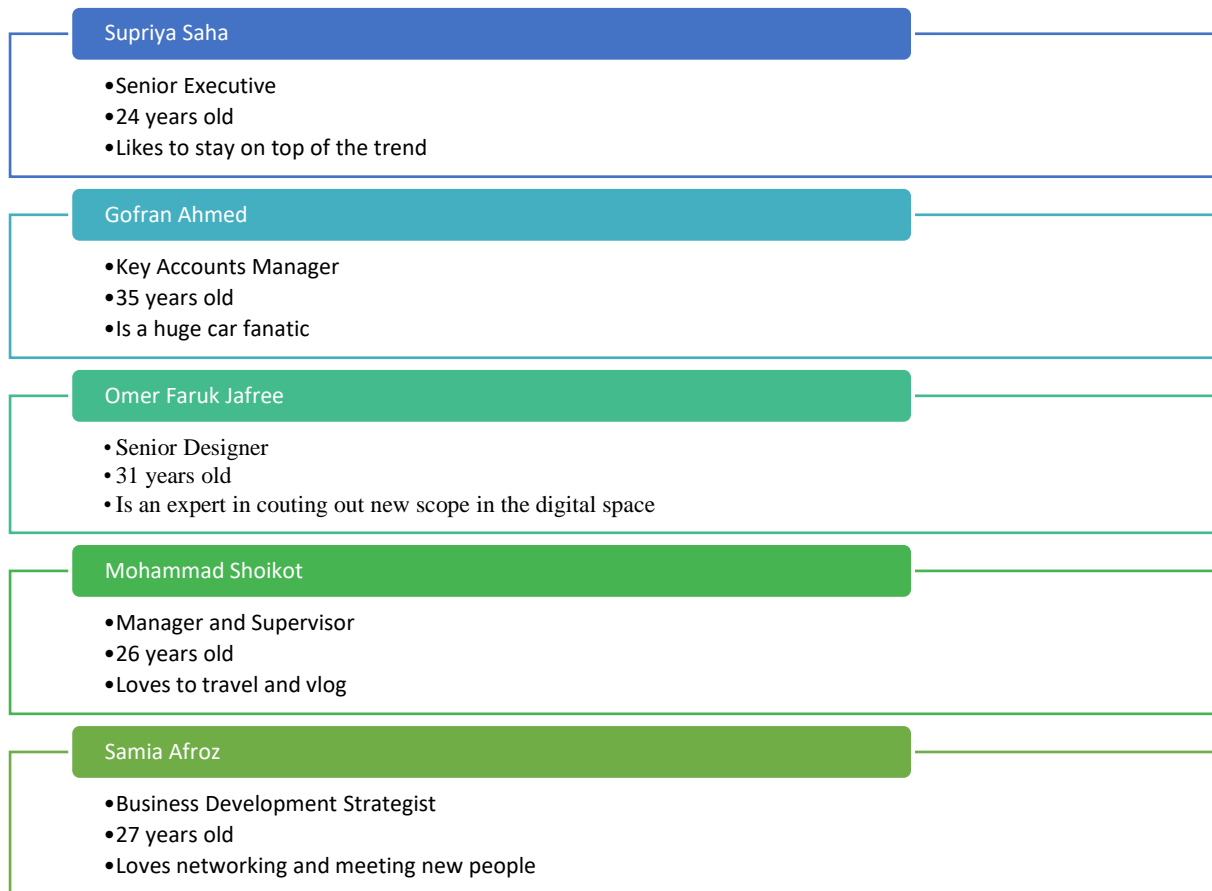 Supriya Saha
•Senior Executive
•24 years old
•Likes to stay on top of the trend
Gofran Ahmed
•Key Accounts Manager
•35 years old
•Is a huge car fanatic
Omer Faruk Jafree
• Senior Designer
• 31 years old
• Is an expert in couting out new scope in the digital space
Mohammad Shoikot
•Manager and Supervisor
•26 years old
•Loves to travel and vlog
Samia Afroz
•Business Development Strategist
•27 years old
•Loves networking and meeting new people